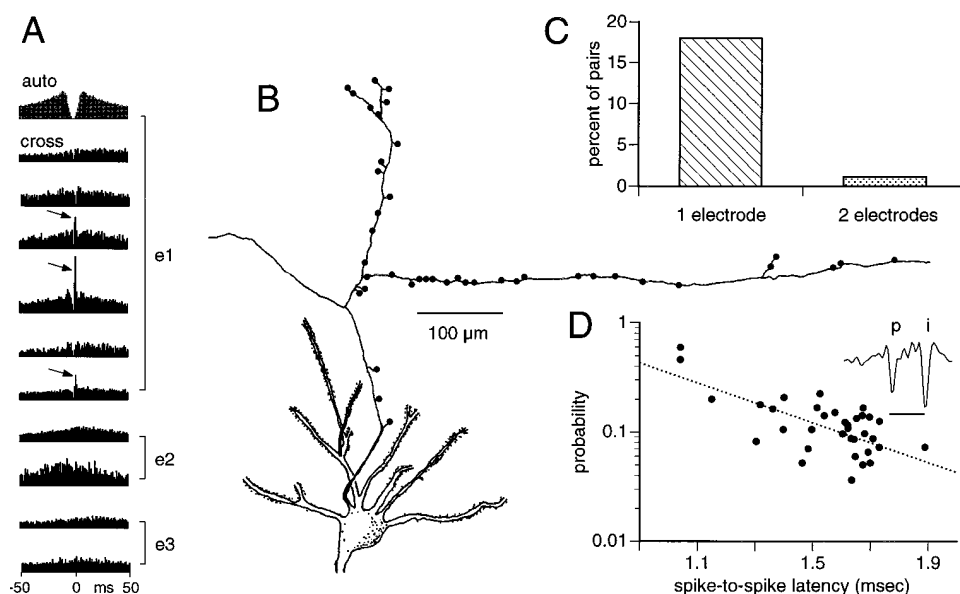 A
auto
cross
e1
e2
e3
-50 0 ms 50
B
100 μm
C
percent of pairs
20
15
10
5
0
1 electrode 2 electrodes
D
probability
1
0.1
0.01
p i
1.1 1.5 1.9
spike-to-spike latency (msec)